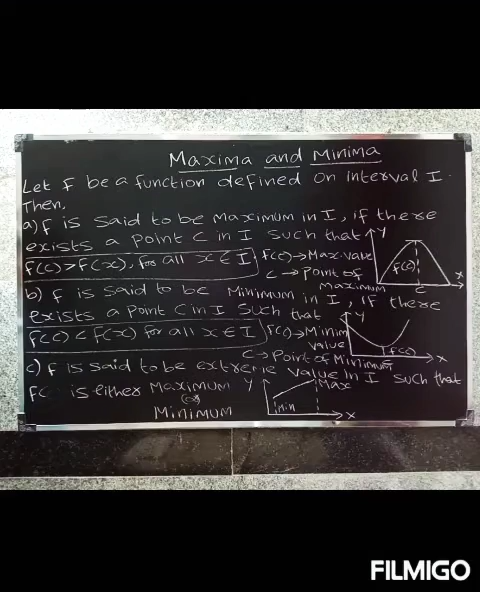 Maxima and Minima
Let f be a function defined on interval I.
Then,
a) f is said to be maximum in I, if there
exists a point C in I such that
f(c) > f(x), for all x ∈ I
f(c) → Max. value
C → Point of
maximum
Y
f(c)
C
X
b) f is said to be Minimum in I, if there
exists a point C in I such that
f(c) < f(x) for all x ∈ I
f(c) → Minim
value
C → Point of Minimum
Y
f(c)
X
c) f is said to be extreme value in I such that
is either Maximum
or
Minimum
Y
Max
Min
X
FILMIGO